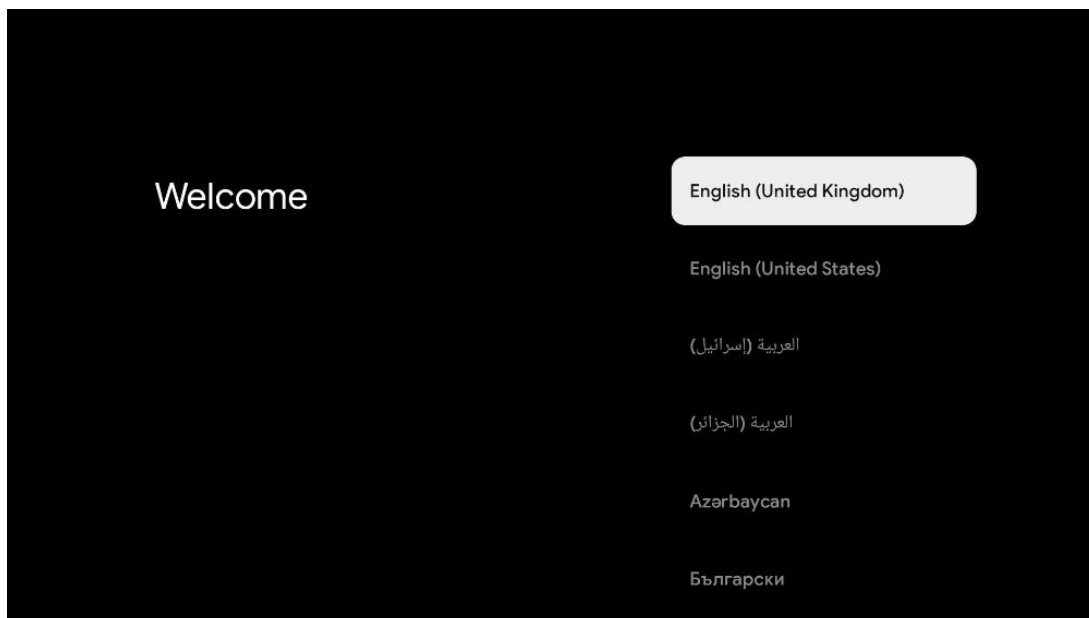 Welcome
English (United Kingdom)
English (United States)
العربية (إسرائيل)
العربية (الجزائر)
Azərbaycan
Български